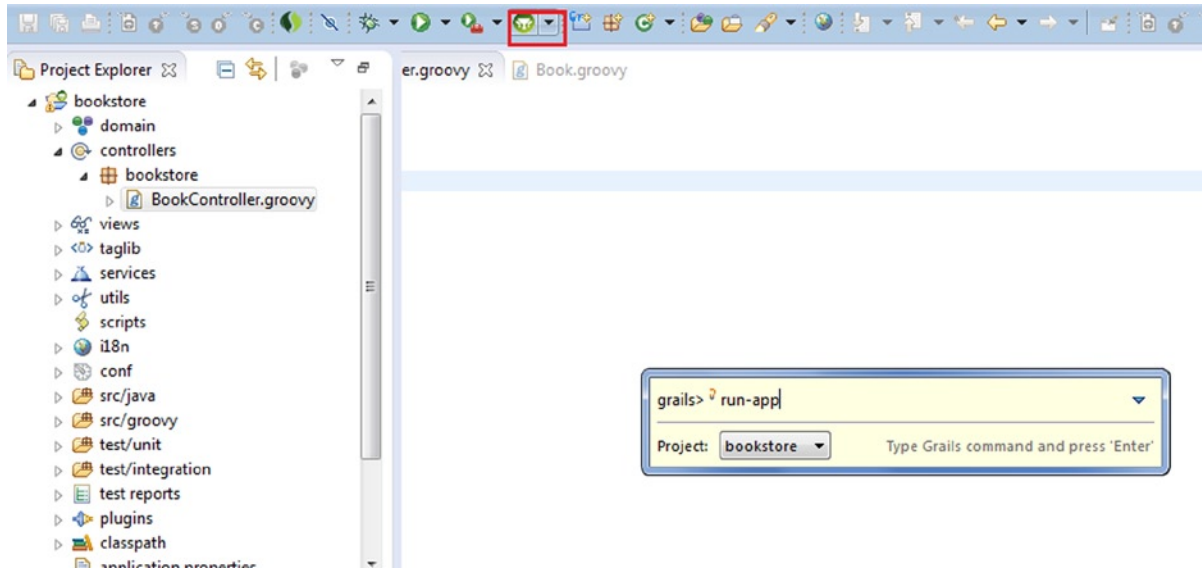 Project Explorer
er.groovy
Book.groovy
bookstore
domain
controllers
bookstore
BookController.groovy
views
taglib
services
utils
scripts
i18n
conf
src/java
src/groovy
test/unit
test/integration
test reports
plugins
classpath
application.properties
grails> run-app
Project: bookstore Type Grails command and press 'Enter'